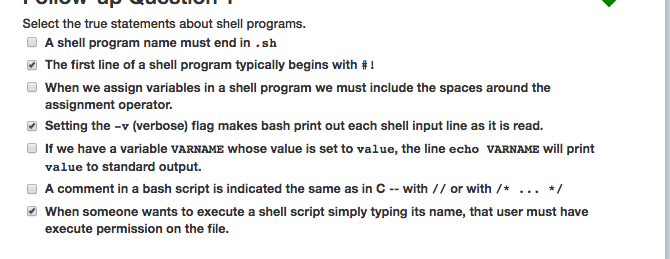 Follow-up Question 1
Select the true statements about shell programs.
A shell program name must end in .sh
The first line of a shell program typically begins with #!
When we assign variables in a shell program we must include the spaces around the
assignment operator.
Setting the -v (verbose) flag makes bash print out each shell input line as it is read.
If we have a variable VARNAME whose value is set to value, the line echo VARNAME will print
value to standard output.
A comment in a bash script is indicated the same as in C -- with // or with /* ... */
When someone wants to execute a shell script simply typing its name, that user must have
execute permission on the file.